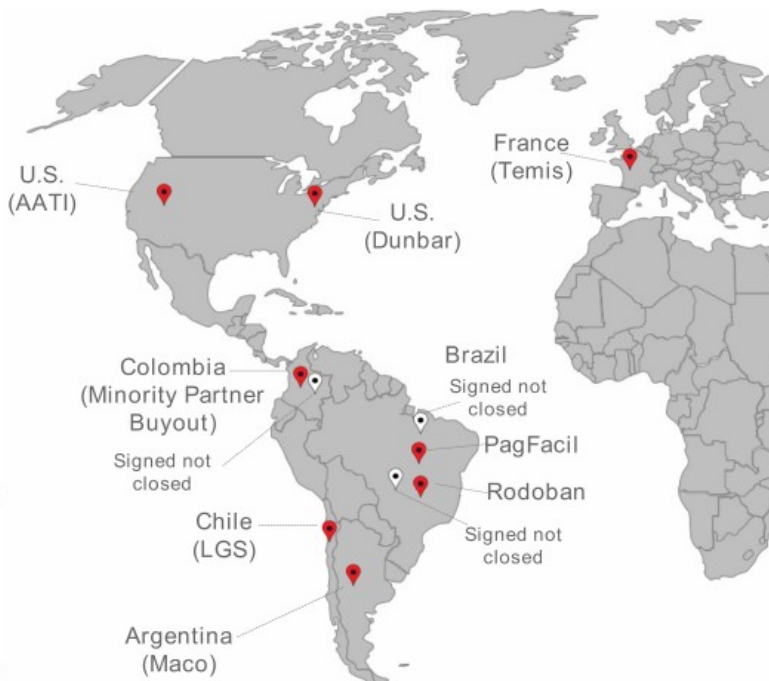 France
(Temis)
U.S.
(AATI)
U.S.
(Dunbar)
Brazil
Signed not
closed
Colombia
(Minority Partner
Buyout)
Signed not
closed
PagFacil
Rodoban
Signed not
closed
Chile
(LGS)
Argentina
(Maco)